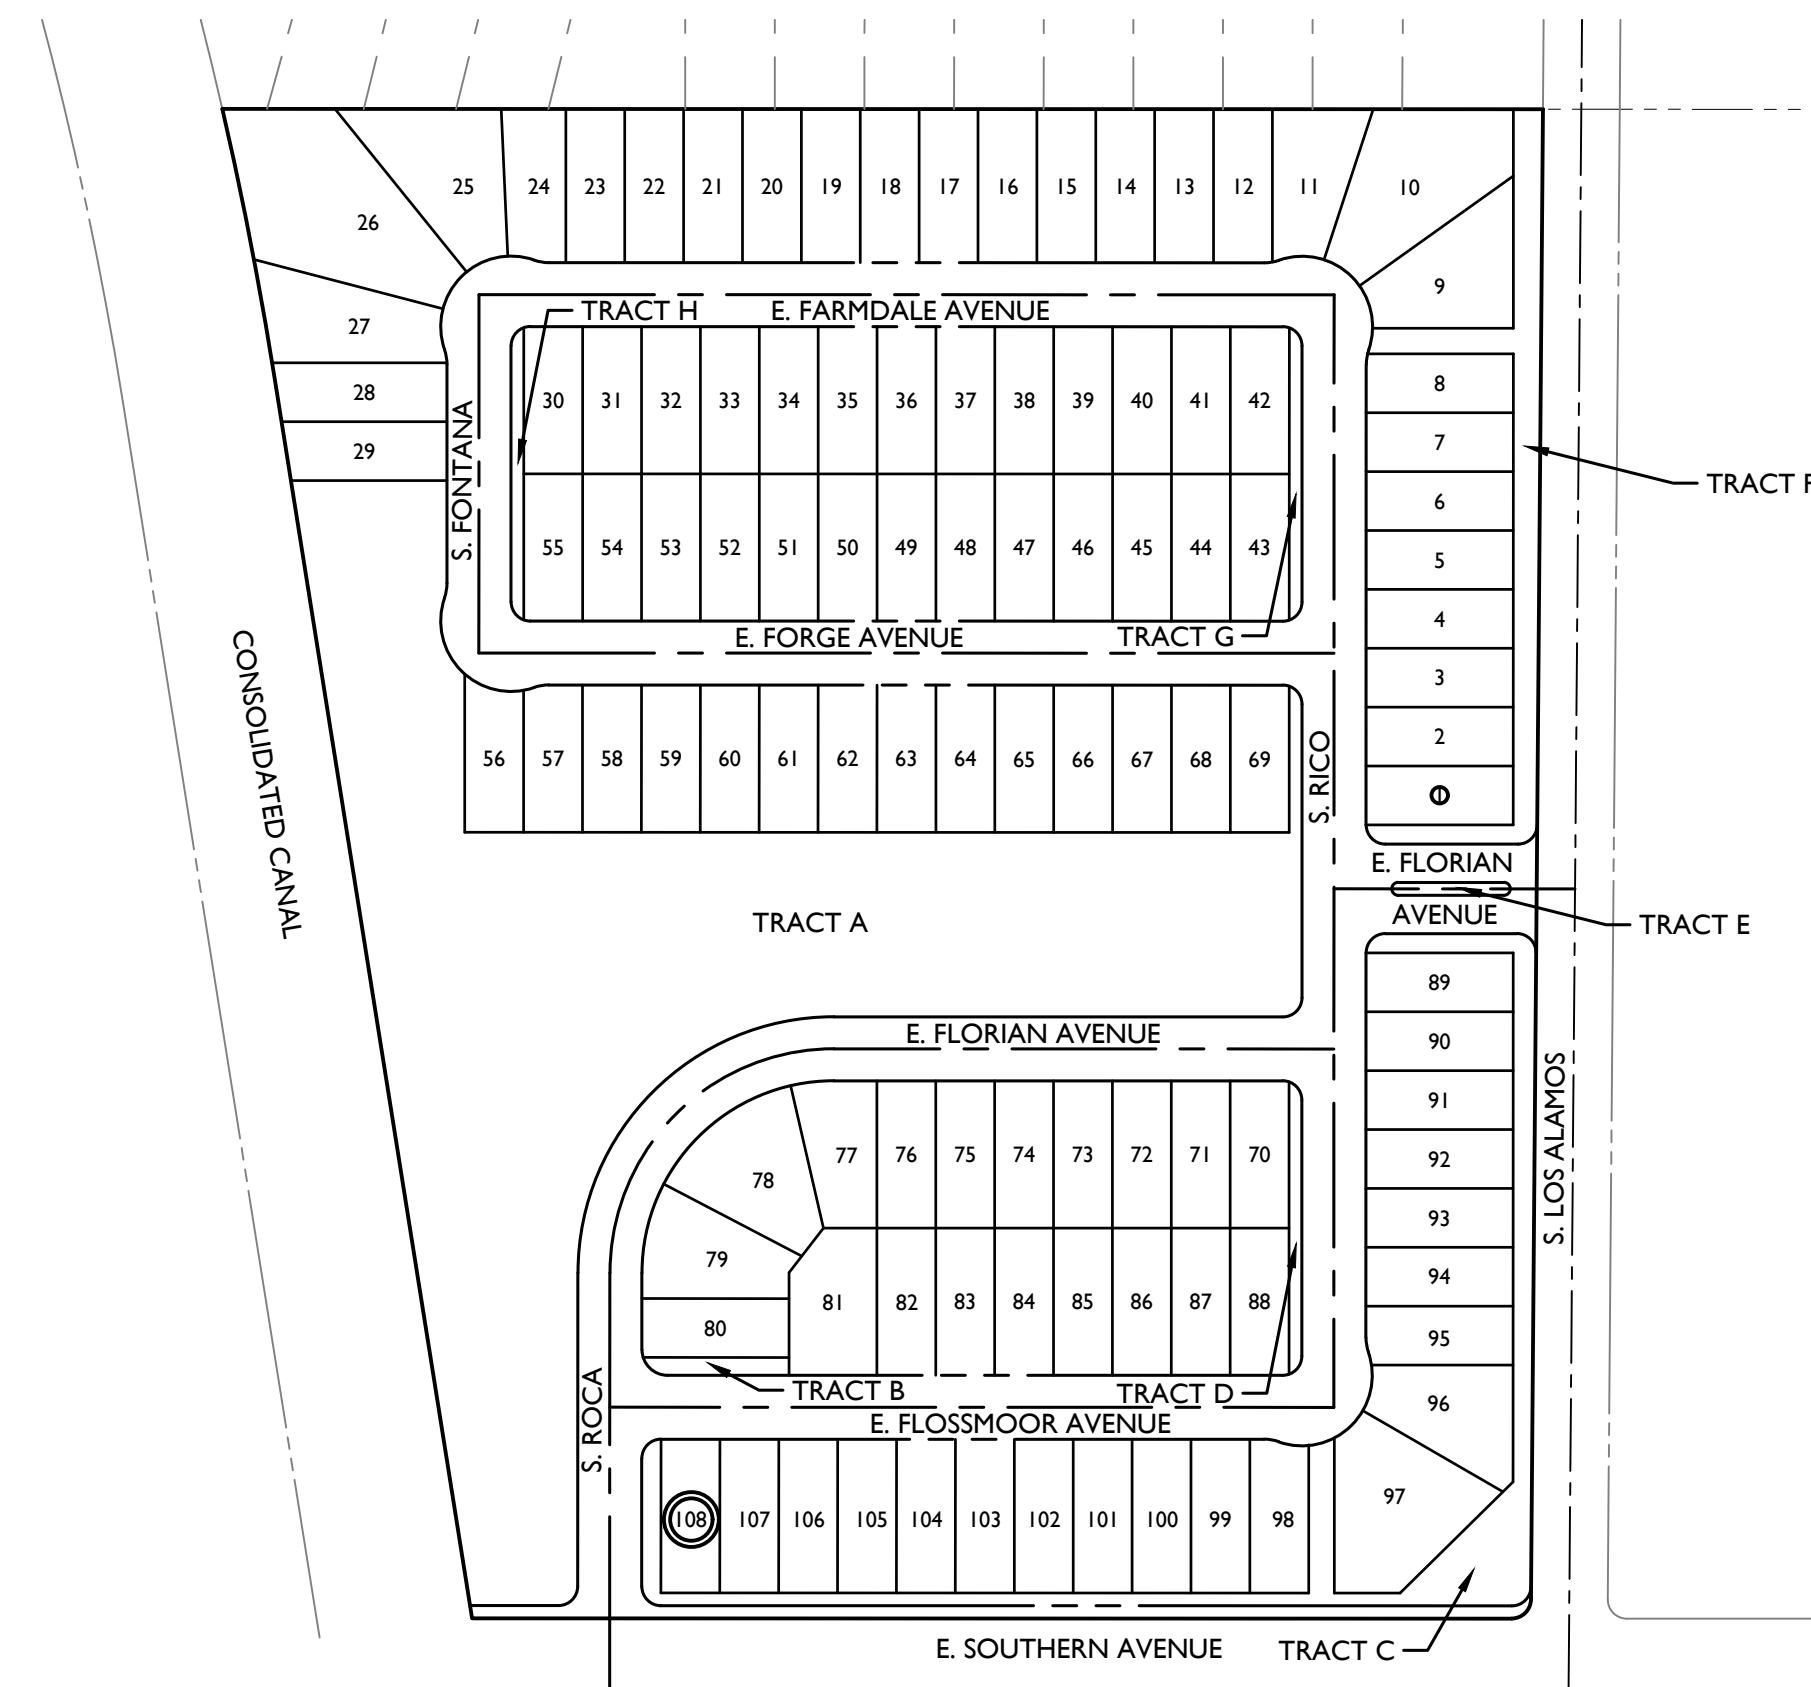 25 24 23 22 21 20 19 18 17 16 15 14 13 12 11 10
26
9
27
TRACT H
E. FARMDALE AVENUE
28
30 31 32 33 34 35 36 37 38 39 40 41 42
8
29
7
S. FONTANA
TRACT F
6
55 54 53 52 51 50 49 48 47 46 45 44 43
5
4
E. FORGE AVENUE
TRACT G
3
CONSOLIDATED CANAL
56 57 58 59 60 61 62 63 64 65 66 67 68 69
2
S. RICO
1
E. FLORIAN
AVENUE
TRACT A
TRACT E
89
E. FLORIAN AVENUE
90
91
S. LOS ALAMOS
78 77 76 75 74 73 72 71 70
92
93
79
94
81 82 83 84 85 86 87 88
80
95
S. ROCA
TRACT B
TRACT D
96
E. FLOSSMOOR AVENUE
97
108 107 106 105 104 103 102 101 100 99 98
E. SOUTHERN AVENUE
TRACT C